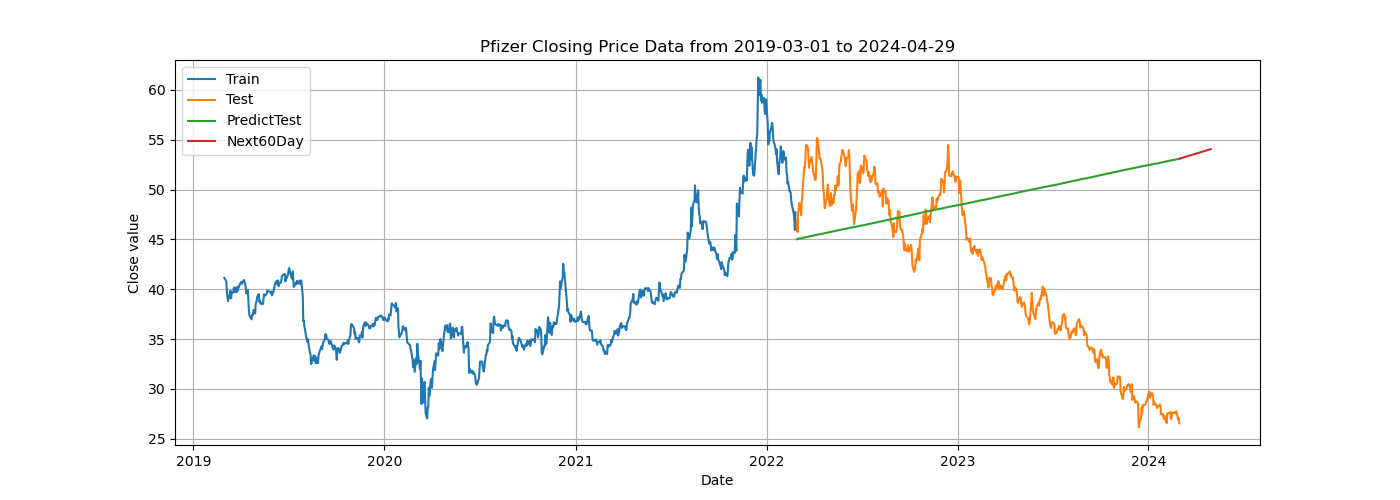 Pfizer Closing Price Data from 2019-03-01 to 2024-04-29
Train
Test
PredictTest
Next60Day
Close value
60
55
50
45
40
35
30
25
2019
2020
2021
2022
2023
2024
Date